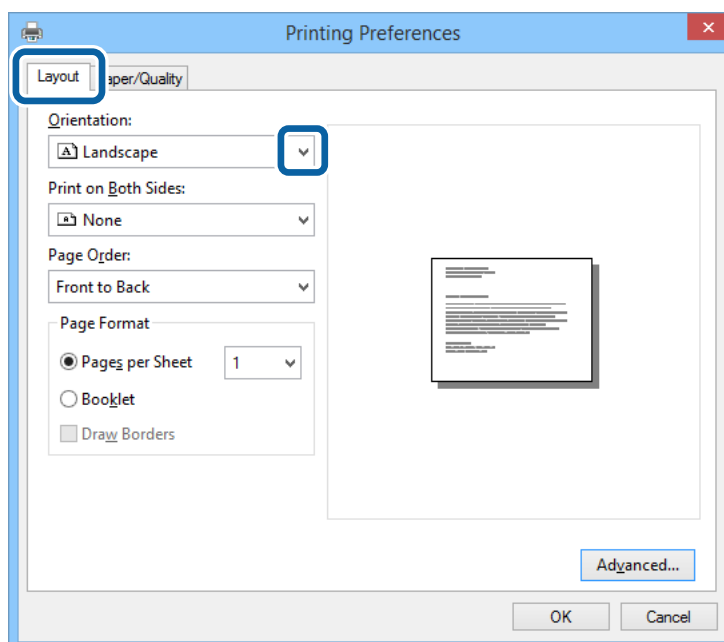 Printing Preferences
Layout
aper/Quality
Orientation:
Landscape
Print on Both Sides:
None
Page Order:
Front to Back
Page Format
Pages per Sheet 1
Booklet
Draw Borders
Advanced...
OK Cancel